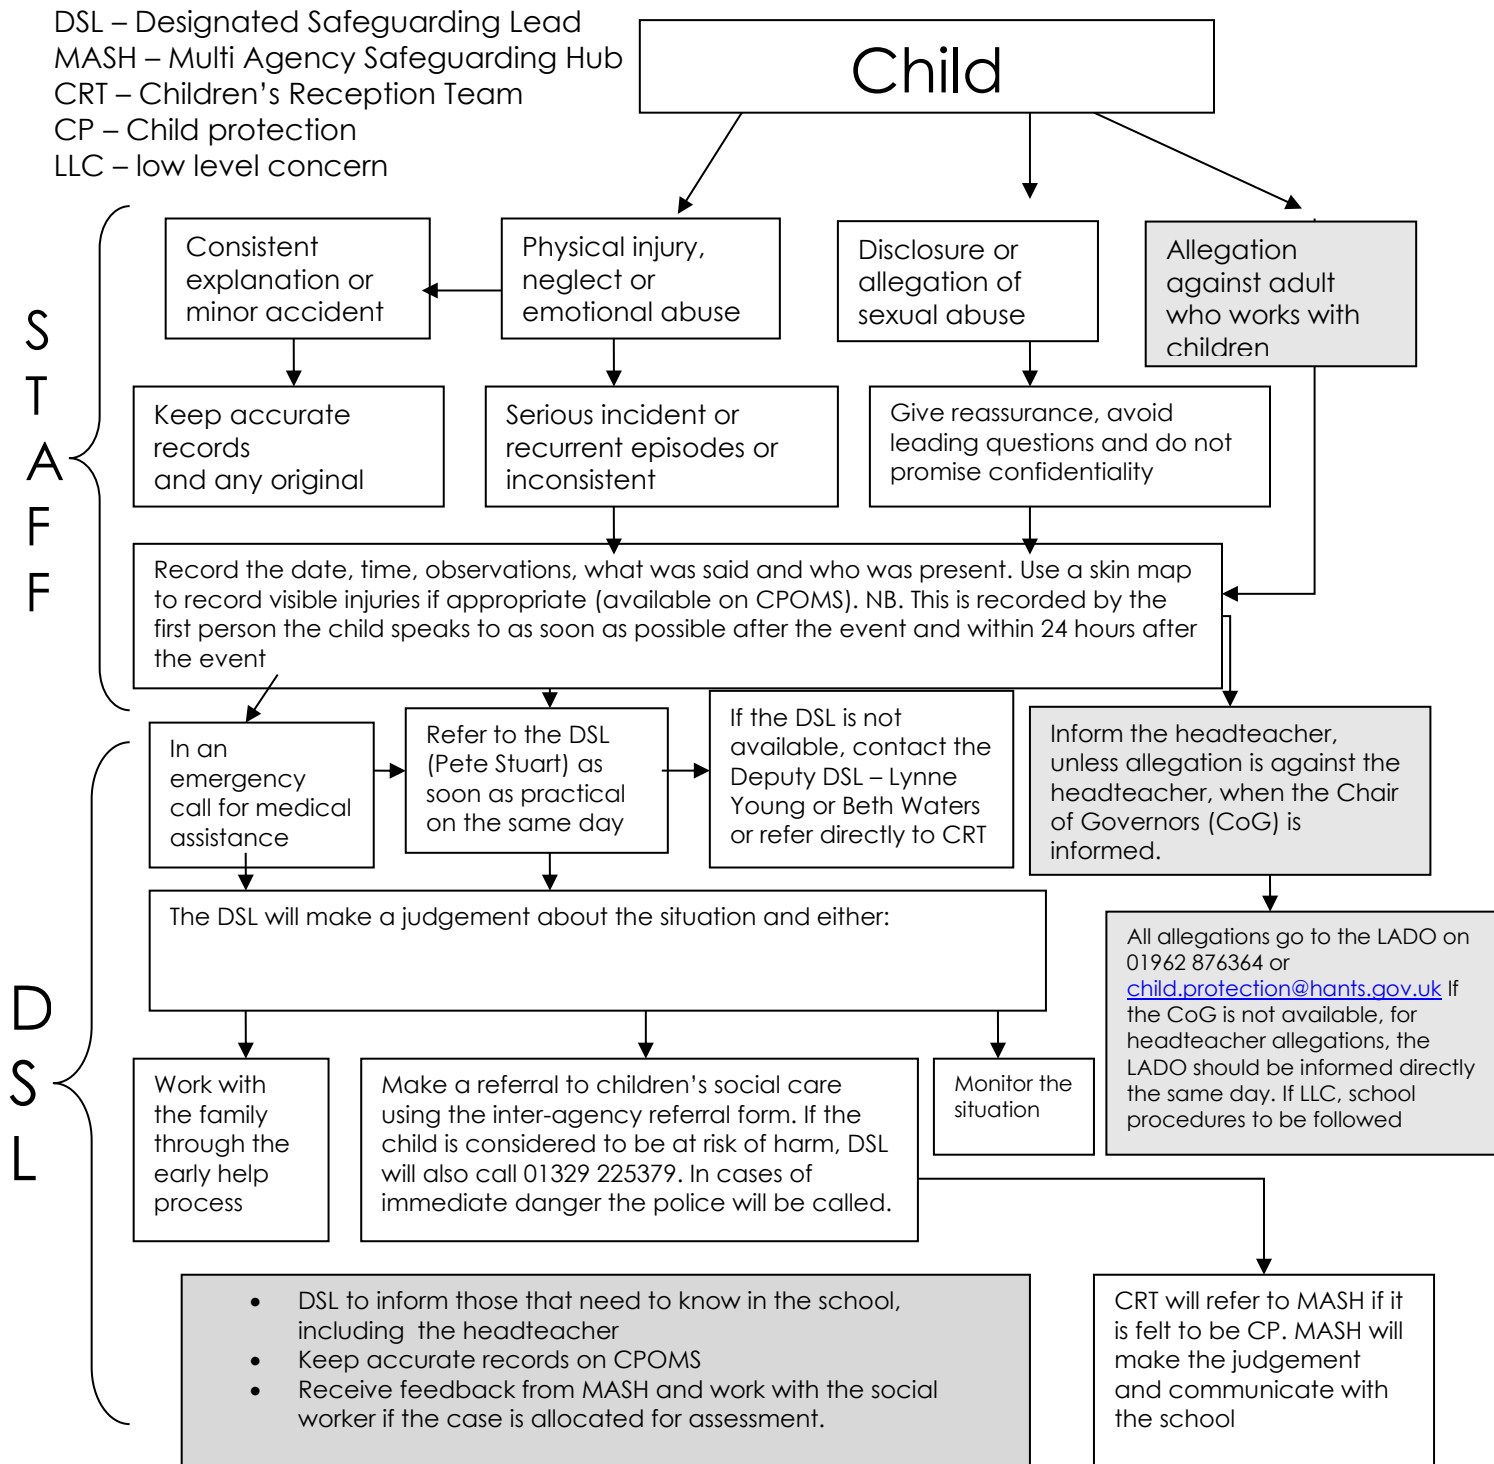 DSL – Designated Safeguarding Lead
MASH – Multi Agency Safeguarding Hub
CRT – Children's Reception Team
CP – Child protection
LLC – low level concern
Child
S
T
A
F
F
Consistent
explanation or
minor accident
Physical injury,
neglect or
emotional abuse
Disclosure or
allegation of
sexual abuse
Allegation
against adult
who works with
children
Keep accurate
records
and any original
Serious incident or
recurrent episodes or
inconsistent
Give reassurance, avoid
leading questions and do not
promise confidentiality
Record the date, time, observations, what was said and who was present. Use a skin map
to record visible injuries if appropriate (available on CPOMS). NB. This is recorded by the
first person the child speaks to as soon as possible after the event and within 24 hours after
the event
D
S
L
In an
emergency
call for medical
assistance
Refer to the DSL
(Pete Stuart) as
soon as practical
on the same day
If the DSL is not
available, contact the
Deputy DSL – Lynne
Young or Beth Waters
or refer directly to CRT
Inform the headteacher,
unless allegation is against the
headteacher, when the Chair
of Governors (CoG) is
informed.
The DSL will make a judgement about the situation and either:
All allegations go to the LADO on
01962 876364 or
child.protection@hants.gov.uk If
the CoG is not available, for
headteacher allegations, the
LADO should be informed directly
the same day. If LLC, school
procedures to be followed
Work with
the family
through the
early help
process
Make a referral to children's social care
using the inter-agency referral form. If the
child is considered to be at risk of harm, DSL
will also call 01329 225379. In cases of
immediate danger the police will be called.
Monitor the
situation
• DSL to inform those that need to know in the school,
including the headteacher
• Keep accurate records on CPOMS
• Receive feedback from MASH and work with the social
worker if the case is allocated for assessment.
CRT will refer to MASH if it
is felt to be CP. MASH will
make the judgement
and communicate with
the school